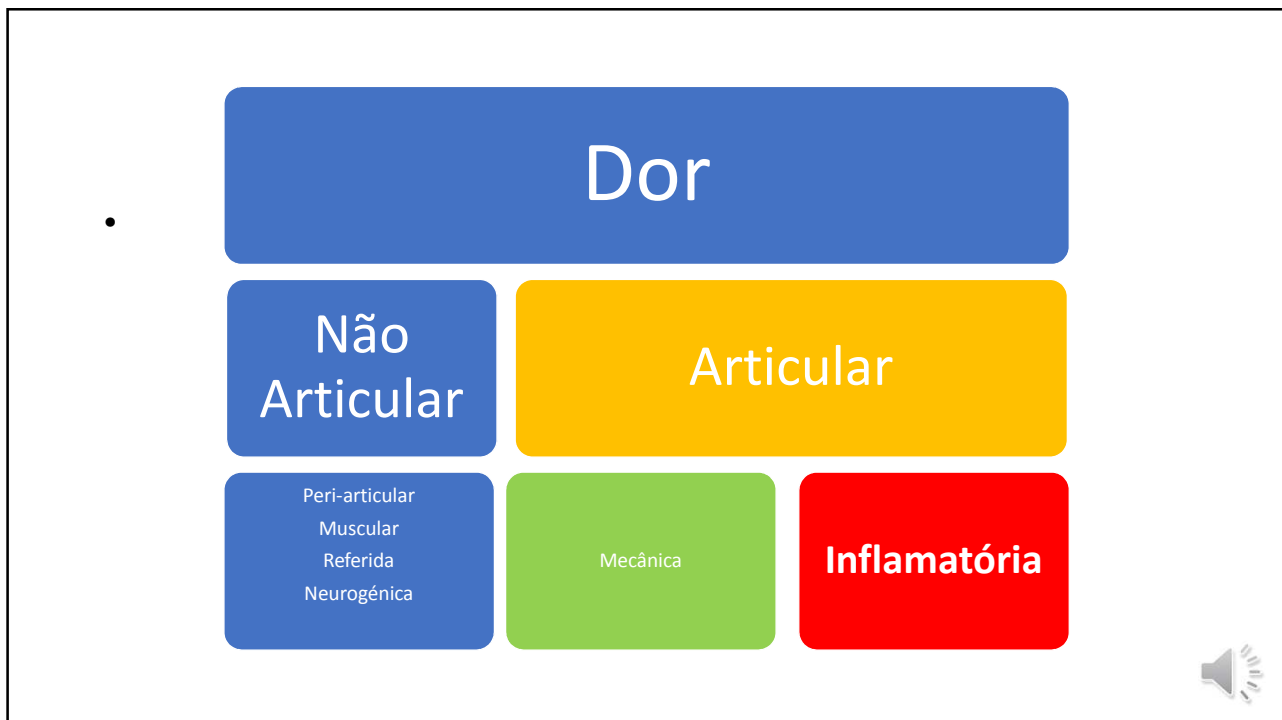 Dor
•
Não
Articular
Articular
Peri-articular
Muscular
Referida
Neurogénica
Mecânica
Inflamatória